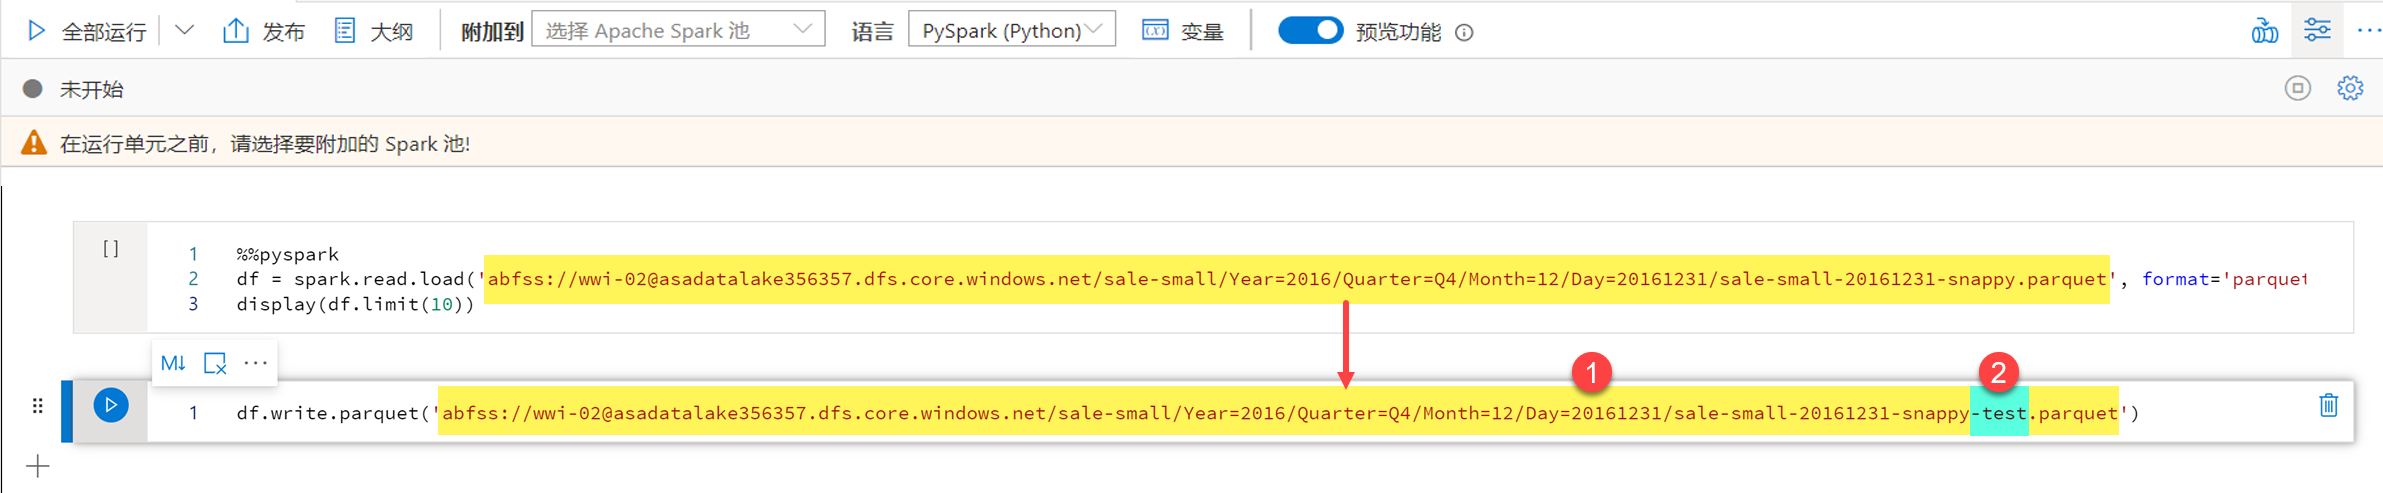 全部运行 发布 大纲 附加到 选择 Apache Spark 池 语言 PySpark (Python) 变量 预览功能
未开始
在运行单元之前，请选择要附加的 Spark 池!
[ ] 1 %%pyspark
2 df = spark.read.load('abfss://wwi-02@asadatalake356357.dfs.core.windows.net/sale-small/Year=2016/Quarter=Q4/Month=12/Day=20161231/sale-small-20161231-snappy.parquet', format='parquet
3 display(df.limit(10))
M↓ ...
1 2
1 df.write.parquet('abfss://wwi-02@asadatalake356357.dfs.core.windows.net/sale-small/Year=2016/Quarter=Q4/Month=12/Day=20161231/sale-small-20161231-snappy-test.parquet')